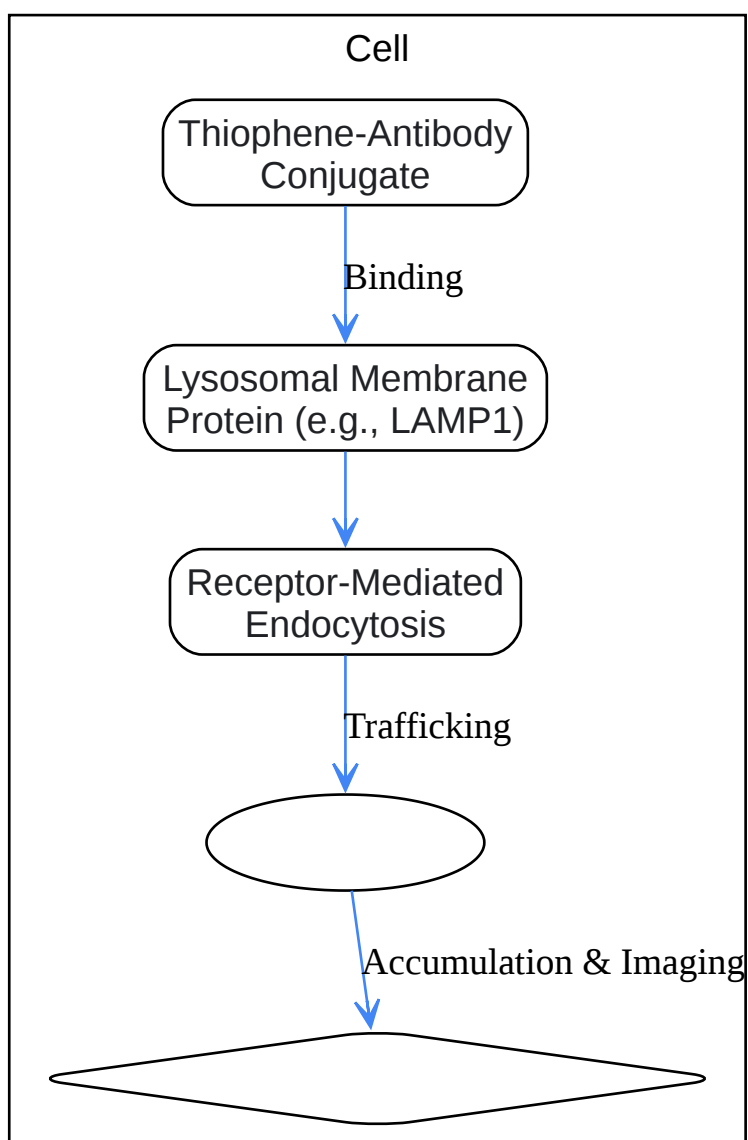 Cell
Thiophene-Antibody
Conjugate
Binding
Lysosomal Membrane
Protein (e.g., LAMP1)
Receptor-Mediated
Endocytosis
Trafficking
Accumulation & Imaging